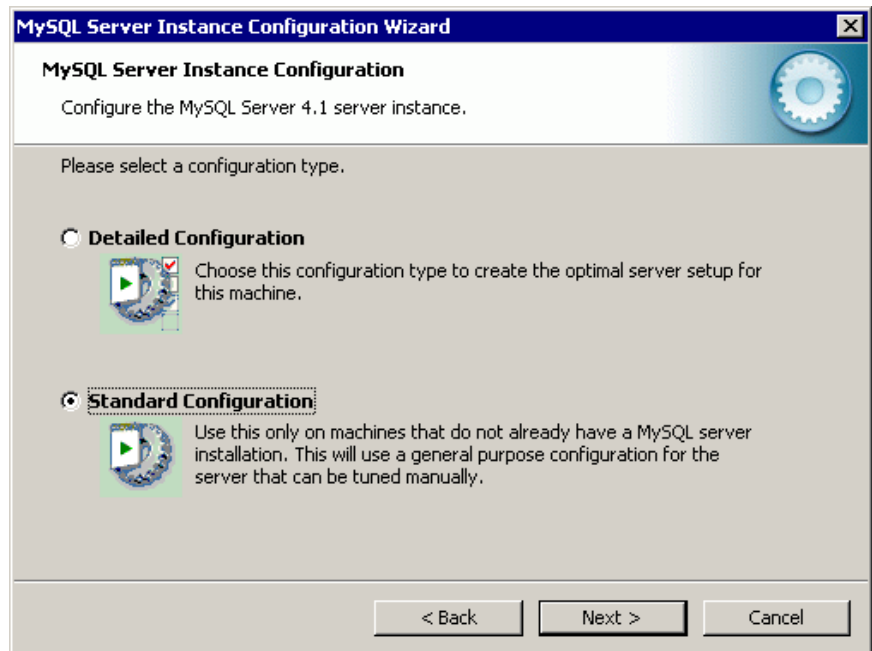 MySQL Server Instance Configuration Wizard
MySQL Server Instance Configuration
Configure the MySQL Server 4.1 server instance.
Please select a configuration type.
Detailed Configuration
Choose this configuration type to create the optimal server setup for
this machine.
Standard Configuration
Use this only on machines that do not already have a MySQL server
installation. This will use a general purpose configuration for the
server that can be tuned manually.
< Back
Next >
Cancel